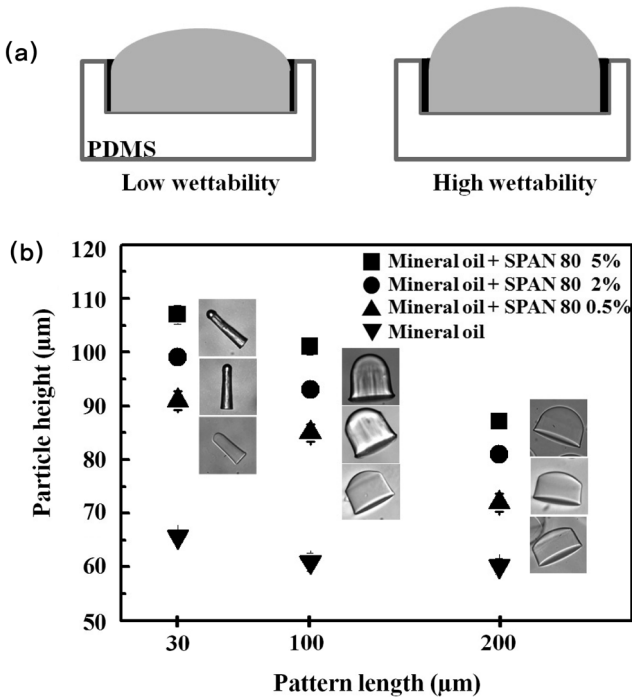 (a)
PDMS
Low wettability
High wettability
(b)
120
110
100
90
80
70
60
50
Particle height (μm)
Mineral oil + SPAN 80 5%
Mineral oil + SPAN 80 2%
Mineral oil + SPAN 80 0.5%
Mineral oil
30
100
200
Pattern length (μm)